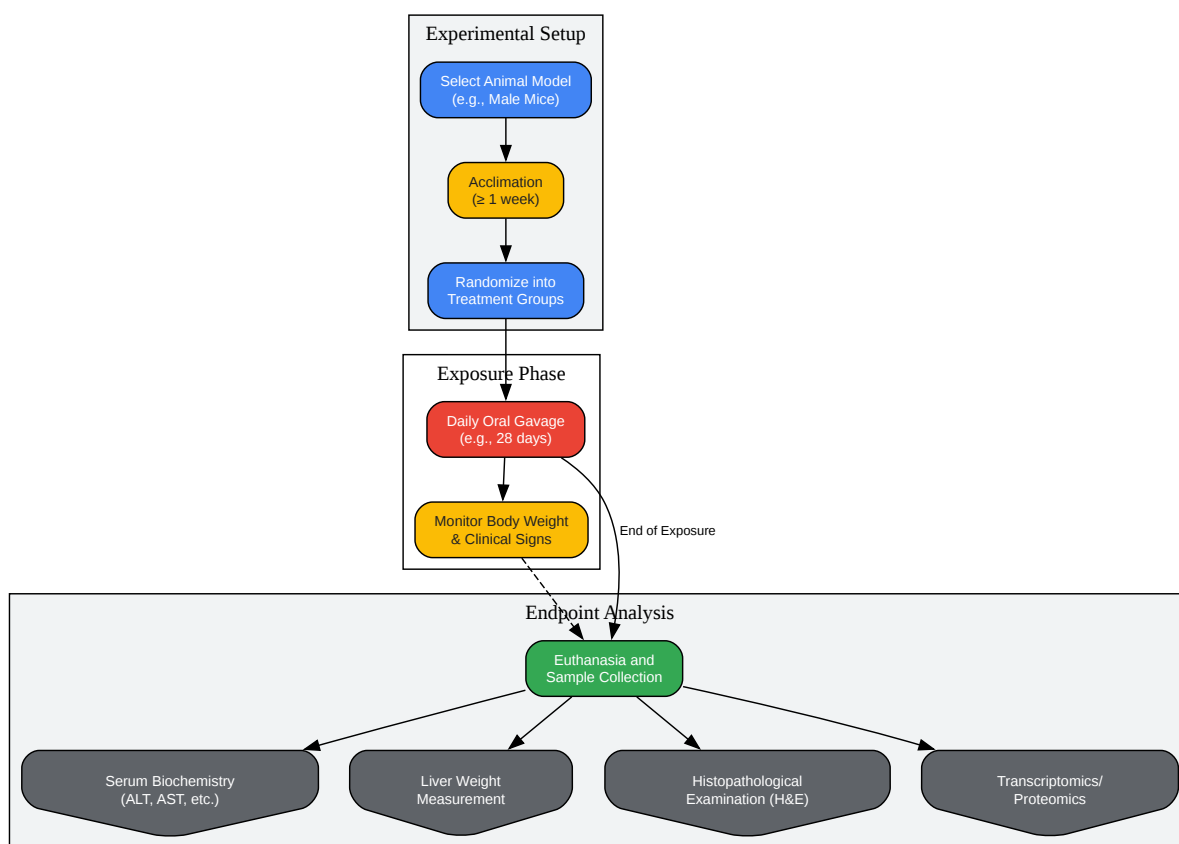 Experimental Setup
Select Animal Model
(e.g., Male Mice)
Acclimation
(≥ 1 week)
Randomize into
Treatment Groups
Exposure Phase
Daily Oral Gavage
(e.g., 28 days)
Monitor Body Weight
& Clinical Signs
End of Exposure
Endpoint Analysis
Euthanasia and
Sample Collection
Serum Biochemistry
(ALT, AST, etc.)
Liver Weight
Measurement
Histopathological
Examination (H&E)
Transcriptomics/
Proteomics